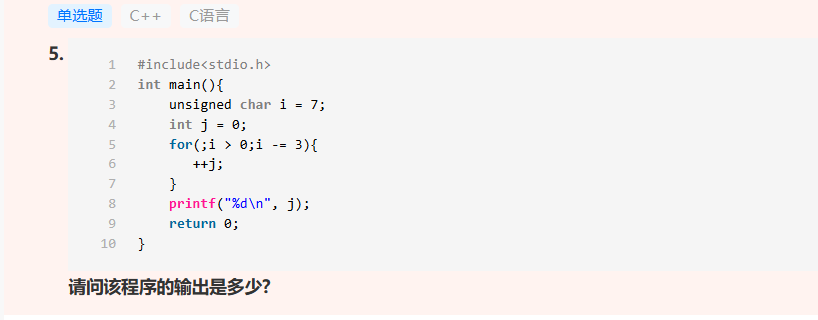 单选题 C++ C语言
5.
1 #include<stdio.h>
2 int main(){
3     unsigned char i = 7;
4     int j = 0;
5     for(;i > 0;i -= 3){
6        ++j;
7     }
8     printf("%d\n", j);
9     return 0;
10 }
请问该程序的输出是多少?